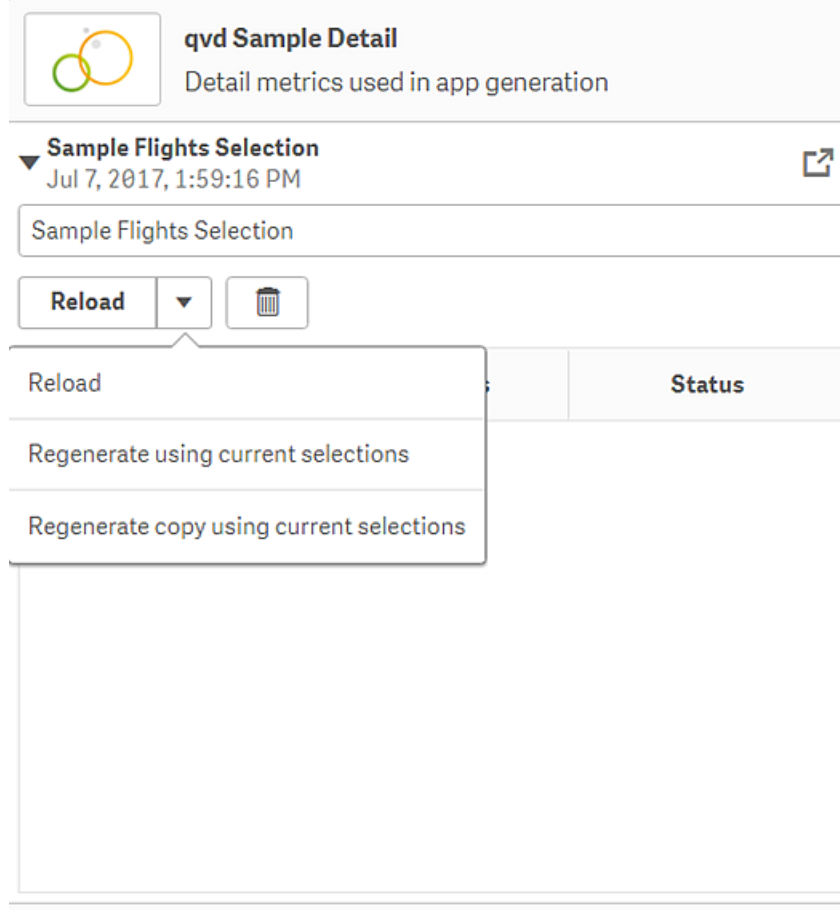 qvd Sample Detail
Detail metrics used in app generation
Sample Flights Selection
Jul 7, 2017, 1:59:16 PM
Sample Flights Selection
Reload
Reload
Status
Regenerate using current selections
Regenerate copy using current selections